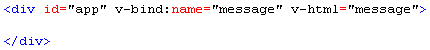 <div id="app" v-bind:name="message" v-html="message">
</div>